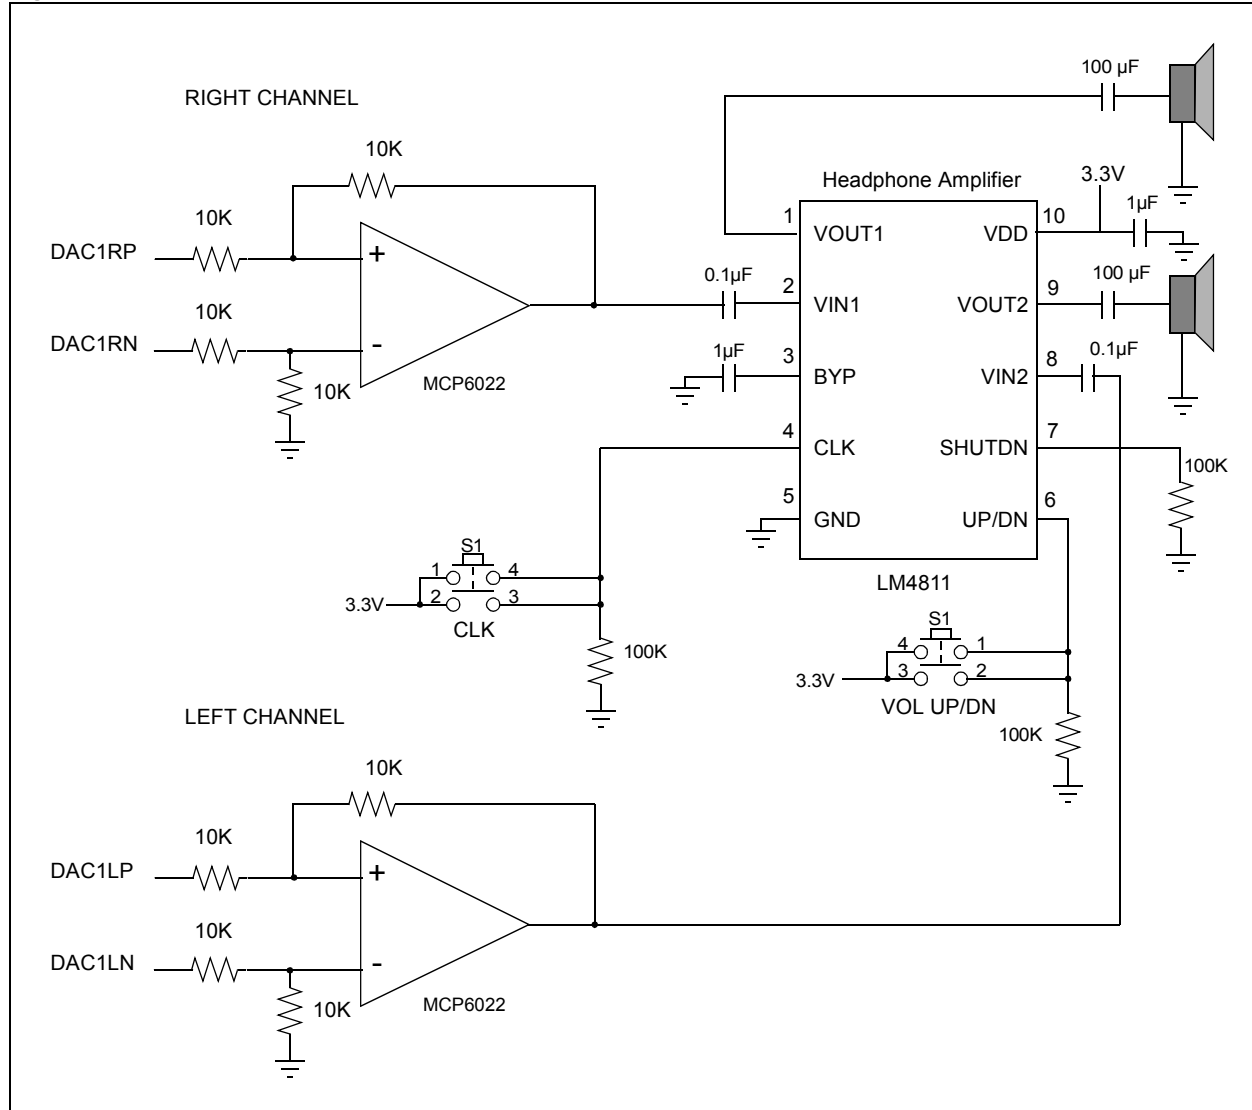 RIGHT CHANNEL
10K
10K
DAC1RP
+
10K
DAC1RN
-
10K
MCP6022
100 µF
Headphone Amplifier
3.3V
1µF
1
VOUT1
VDD
10
0.1µF
2
VIN1
VOUT2
9
100 µF
1µF
3
BYP
VIN2
8
0.1µF
4
CLK
SHUTDN
7
100K
5
GND
UP/DN
6
LM4811
S1
1
4
3.3V
2
3
CLK
100K
S1
4
1
3.3V
3
2
VOL UP/DN
100K
LEFT CHANNEL
10K
10K
DAC1LP
+
10K
DAC1LN
-
10K
MCP6022